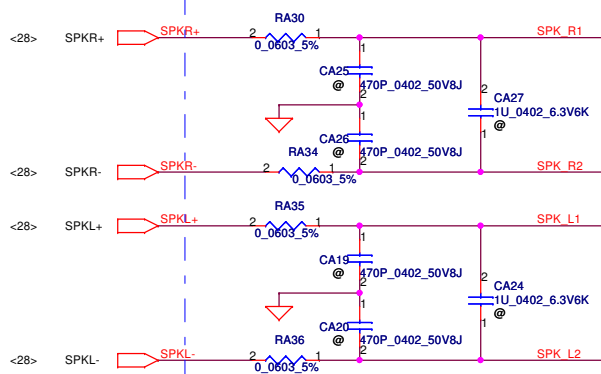 RA30
<28> SPKR+ SPKR+ 2 1 SPK_R1
0_0603_5%
1
CA25
@ 470P_0402_50V8J
2
2
CA27
1U_0402_6.3V6K
1 @
1
CA26
@ 470P_0402_50V8J
2
RA34
<28> SPKR- SPKR- 2 1 SPK_R2
0_0603_5%
RA35
<28> SPKL+ SPKL+ 2 1 SPK_L1
0_0603_5%
1
CA19
@ 470P_0402_50V8J
2
2
CA24
1U_0402_6.3V6K
@
1
1
CA20
@ 470P_0402_50V8J
2
RA36
<28> SPKL- SPKL- 2 1 SPK_L2
0_0603_5%